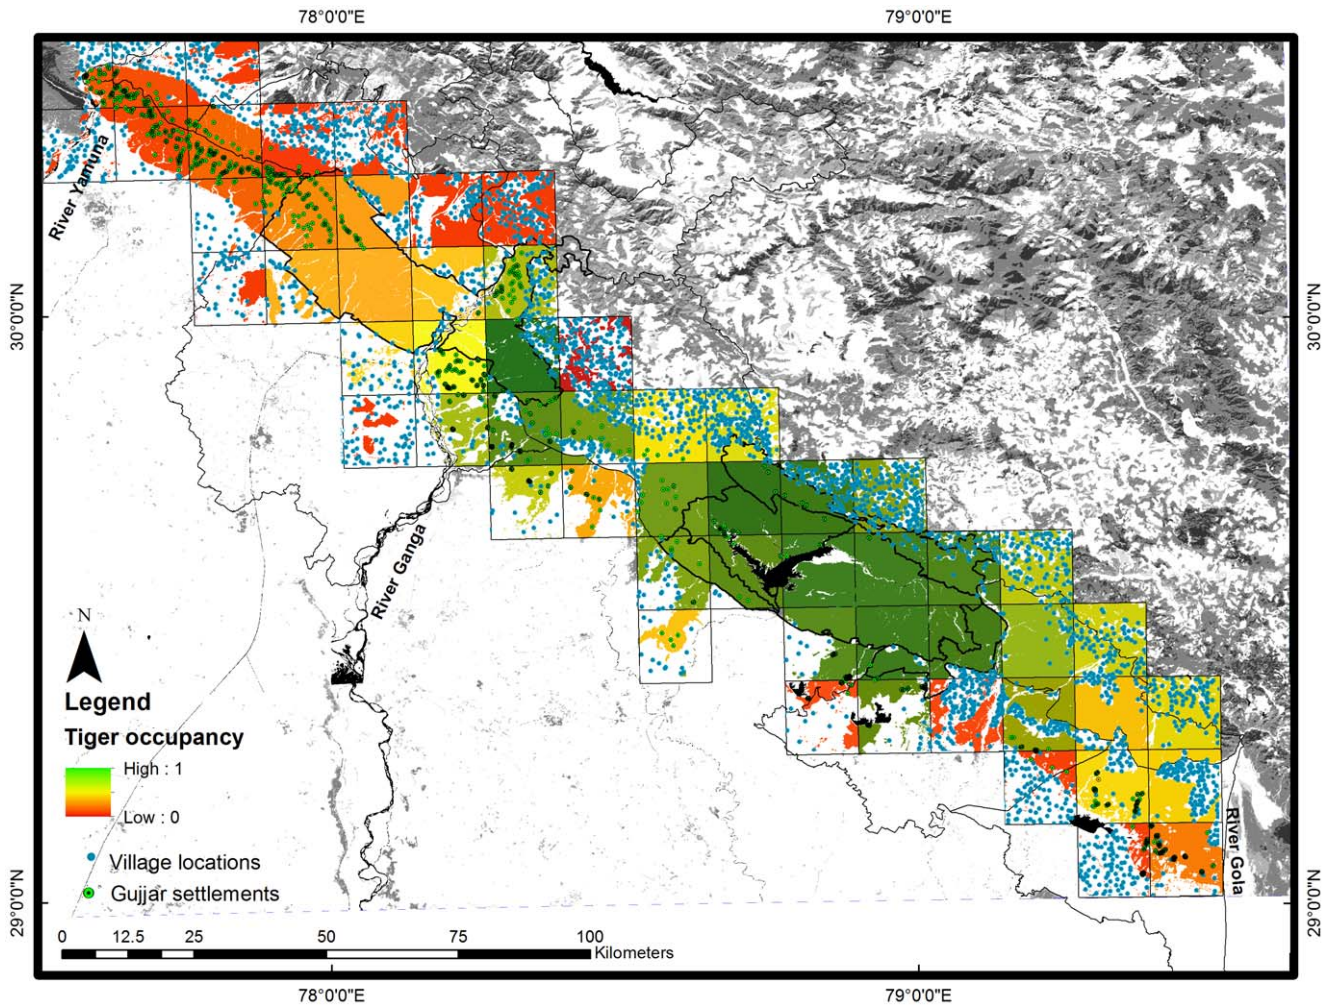 78°0'0"E
79°0'0"E
River Yamuna
30°0'0"N
30°0'0"N
River Ganga
N
Legend
Tiger occupancy
High : 1
Low : 0
Village locations
Gujjar settlements
River Gola
29°0'0"N
29°0'0"N
0 12.5 25 50 75 100
Kilometers
78°0'0"E
79°0'0"E